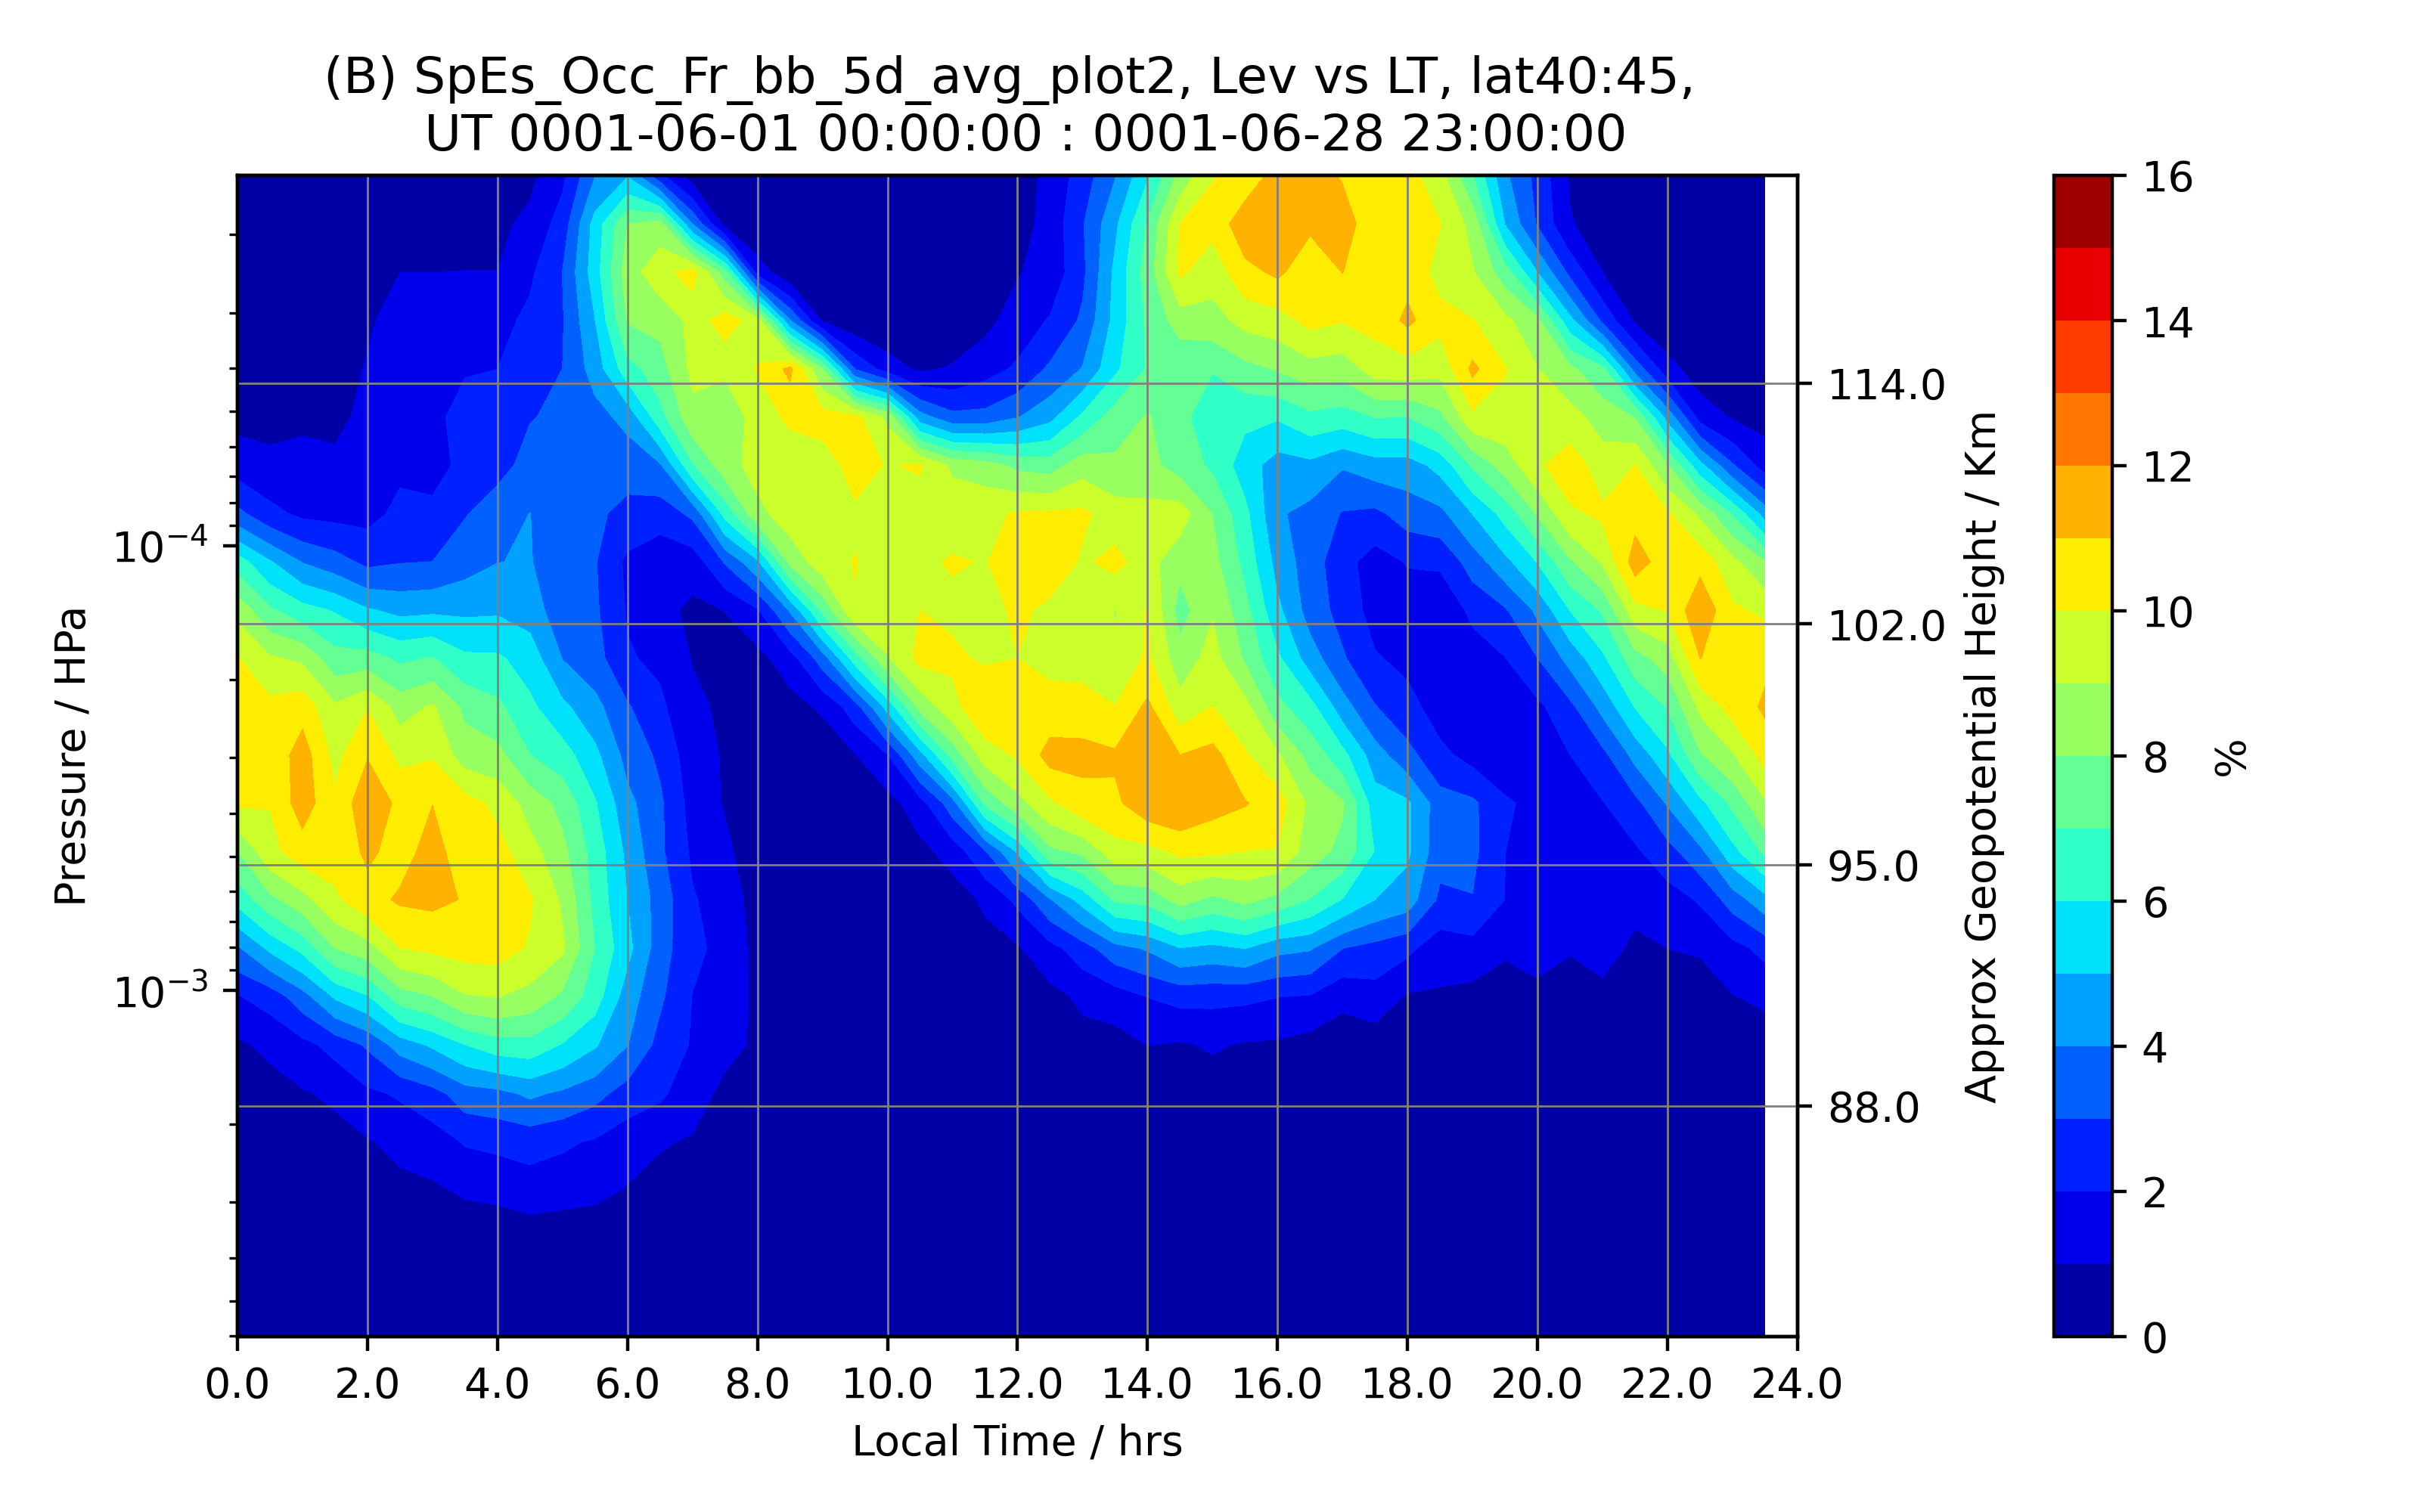 (B) SpEs_Occ_Fr_bb_5d_avg_plot2, Lev vs LT, lat40:45,
UT 0001-06-01 00:00:00 : 0001-06-28 23:00:00
Pressure / HPa
10⁻⁴
10⁻³
0.0 2.0 4.0 6.0 8.0 10.0 12.0 14.0 16.0 18.0 20.0 22.0 24.0
Local Time / hrs
114.0
102.0
95.0
88.0
Approx Geopotential Height / Km
16
14
12
10
8
6
4
2
0
%